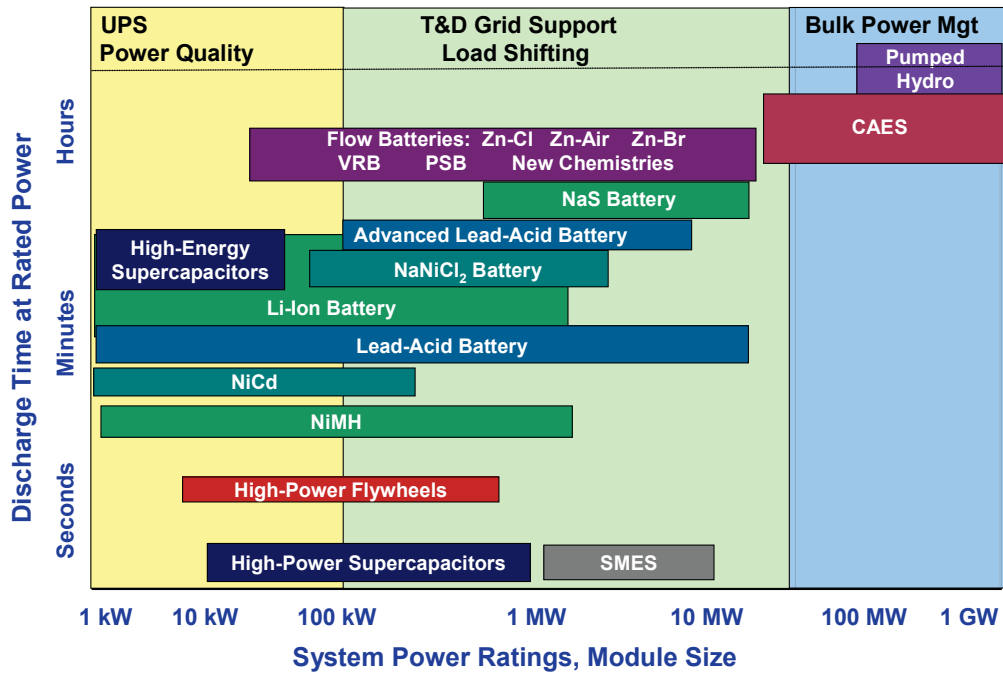 UPS
Power Quality
T&D Grid Support
Load Shifting
Bulk Power Mgt
Pumped
Hydro
CAES
Flow Batteries: Zn-Cl Zn-Air Zn-Br
VRB PSB New Chemistries
NaS Battery
Advanced Lead-Acid Battery
High-Energy
Supercapacitors
NaNiCl₂ Battery
Li-Ion Battery
Lead-Acid Battery
NiCd
NiMH
High-Power Flywheels
High-Power Supercapacitors
SMES
Discharge Time at Rated Power
Hours
Minutes
Seconds
1 kW 10 kW 100 kW 1 MW 10 MW 100 MW 1 GW
System Power Ratings, Module Size